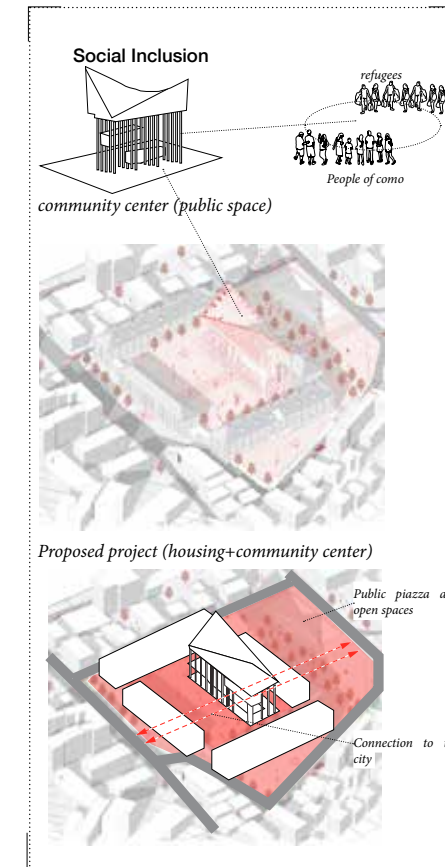 Social Inclusion
refugees
People of como
community center (public space)
Proposed project (housing+community center)
Public piazza a
open spaces
Connection to
city